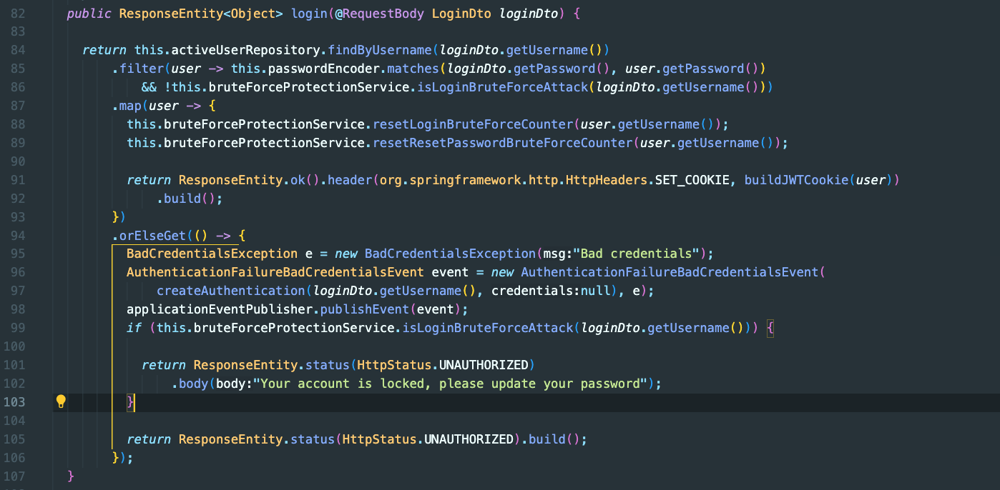 82 public ResponseEntity<Object> login(@RequestBody LoginDto loginDto) {
83
84 return this.activeUserRepository.findByUsername(loginDto.getUsername())
85 .filter(user -> this.passwordEncoder.matches(loginDto.getPassword(), user.getPassword())
86 && !this.bruteForceProtectionService.isLoginBruteForceAttack(loginDto.getUsername()))
87 .map(user -> {
88 this.bruteForceProtectionService.resetLoginBruteForceCounter(user.getUsername());
89 this.bruteForceProtectionService.resetResetPasswordBruteForceCounter(user.getUsername());
90
91 return ResponseEntity.ok().header(org.springframework.http.HttpHeaders.SET_COOKIE, buildJWTCookie(user))
92 .build();
93 })
94 .orElseGet(() -> {
95 BadCredentialsException e = new BadCredentialsException(msg:"Bad credentials");
96 AuthenticationFailureBadCredentialsEvent event = new AuthenticationFailureBadCredentialsEvent(
97 createAuthentication(loginDto.getUsername(), credentials:null), e);
98 applicationEventPublisher.publishEvent(event);
99 if (this.bruteForceProtectionService.isLoginBruteForceAttack(loginDto.getUsername())) {
100
101 return ResponseEntity.status(HttpStatus.UNAUTHORIZED)
102 .body(body:"Your account is locked, please update your password");
103 }
104
105 return ResponseEntity.status(HttpStatus.UNAUTHORIZED).build();
106 });
107 }